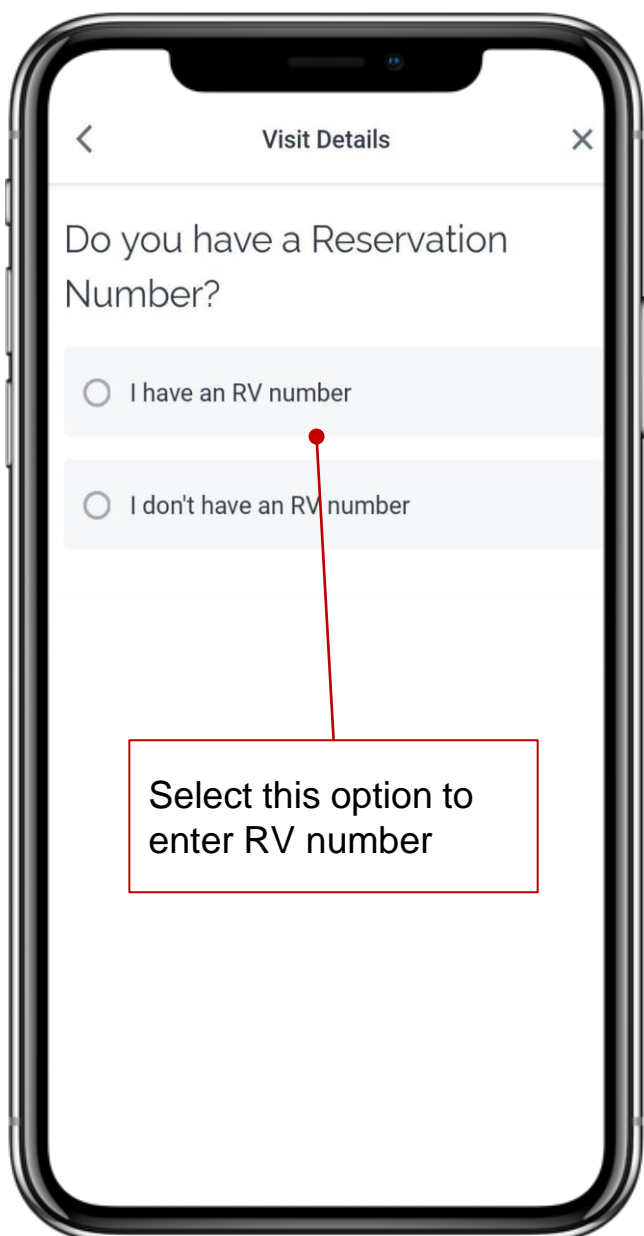 Visit Details
Do you have a Reservation
Number?
I have an RV number
I don't have an RV number
Select this option to
enter RV number